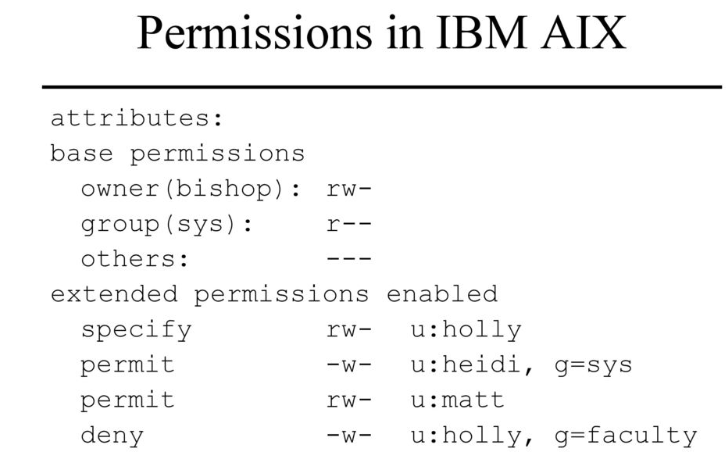 Permissions in IBM AIX
attributes:
base permissions
owner(bishop): rw-
group(sys): r--
others: ---
extended permissions enabled
specify rw- u:holly
permit -w- u:heidi, g=sys
permit rw- u:matt
deny -w- u:holly, g=faculty